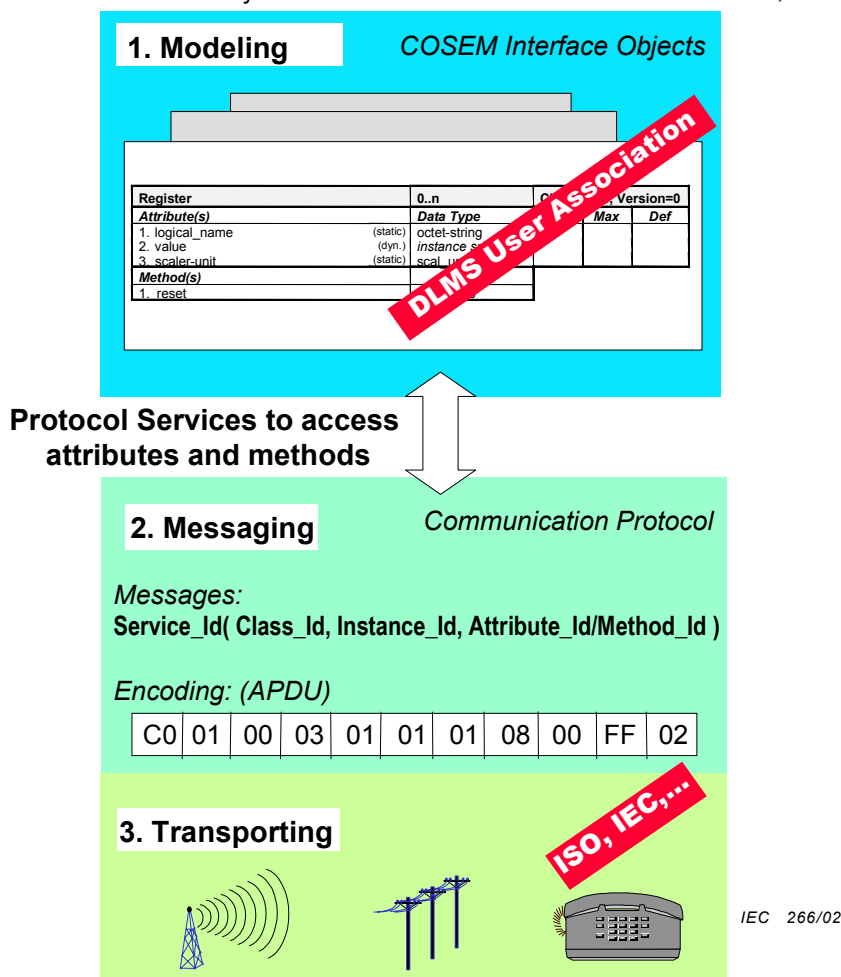 1. Modeling
COSEM Interface Objects
DLMS User Association
Register 0..n Version=0
Attribute(s) Data Type Max Def
1. logical_name (static) octet-string
2. value (dyn.) instance
3. scaler-unit (static)
Method(s)
1. reset
Protocol Services to access
attributes and methods
2. Messaging
Communication Protocol
Messages:
Service_Id( Class_Id, Instance_Id, Attribute_Id/Method_Id )
Encoding: (APDU)
C0 01 00 03 01 01 01 08 00 FF 02
3. Transporting
ISO, IEC,...
IEC 266/02